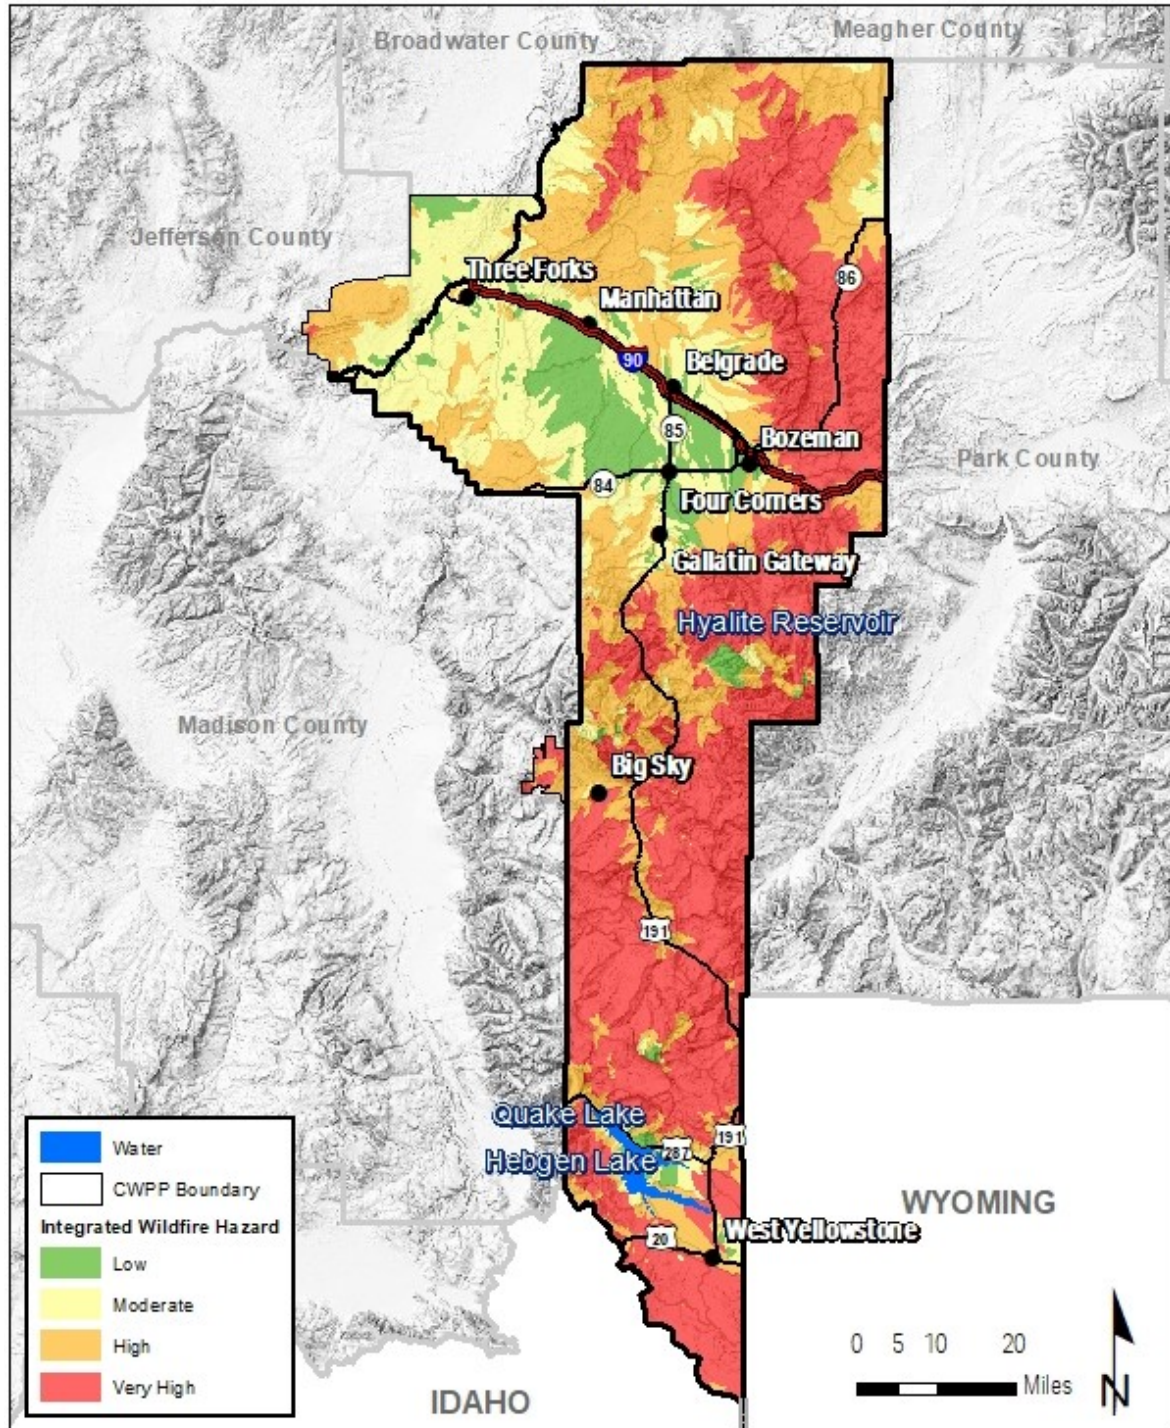 Meagher County
Broadwater County
Jefferson County
Three Forks
86
Manhattan
90
Belgrade
85
Bozeman
Park County
84
Four Corners
Gallatin Gateway
Hyalite Reservoir
Madison County
Big Sky
191
Quake Lake
191
287
Hebgen Lake
WYOMING
West Yellowstone
20
Water
CWPP Boundary
Integrated Wildfire Hazard
Low
Moderate
High
Very High
IDAHO
0 5 10 20
Miles
N